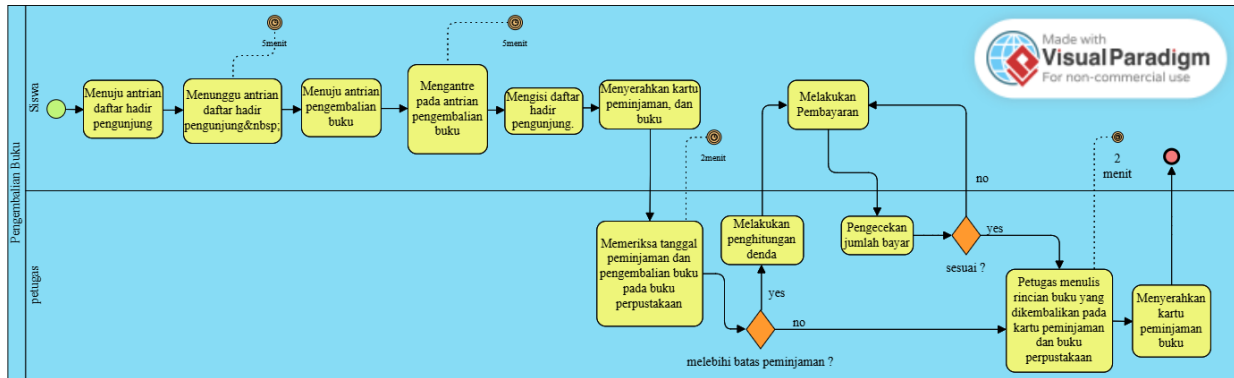 Pengembalian Buku
Siswa
petugas
Menuju antrian
daftar hadir
pengunjung
Menunggu antrian
daftar hadir
pengunjung&nbsp;
5menit
Menuju antrian
pengembalian
buku
Mengantre
pada antrian
pengembalian
buku
5menit
Mengisi daftar
hadir
pengunjung.
Menyerahkan kartu
peminjaman, dan
buku
2menit
Melakukan
Pembayaran
Made with
VisualParadigm
For non-commercial use
no
2
menit
Memeriksa tanggal
peminjaman dan
pengembalian buku
pada buku
perpustakaan
Melakukan
penghitungan
denda
Pengecekan
jumlah bayar
yes
sesuai ?
yes
no
melebihi batas peminjaman ?
Petugas menulis
rincian buku yang
dikembalikan pada
kartu peminjaman
dan buku
perpustakaan
Menyerahkan
kartu
peminjaman
buku